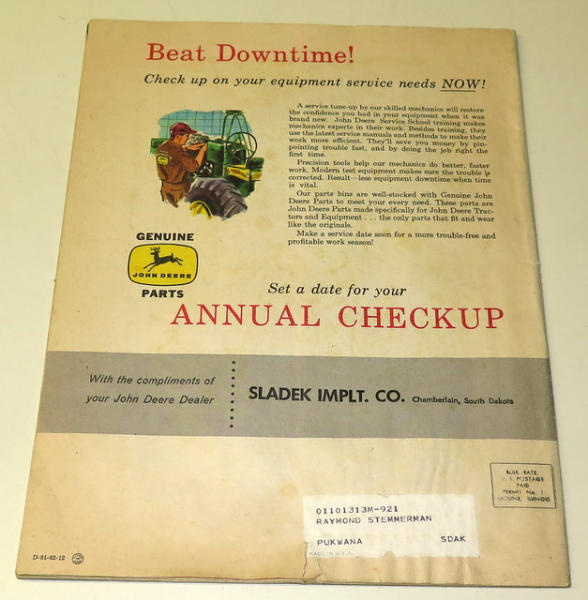 Beat Downtime!
Check up on your equipment service needs NOW!
A service tune-up by our skilled mechanics will restore
the confidence you had in your equipment when it was
brand new. John Deere Service School training makes
mechanics experts in their work. Besides training, they
use the latest service manuals and methods to make their
work more efficient. They'll save you money by pin-
pointing trouble fast, and by doing the job right the
first time.
Precision tools help our mechanics do better, faster
work. Modern test equipment makes sure the trouble is
corrected. Result—less equipment downtime when time
is vital.
Our parts bins are well-stocked with Genuine John
Deere Parts to meet your every need. These parts are
John Deere Parts made specifically for John Deere Trac-
tors and Equipment . . . the only parts that fit and wear
like the originals.
Make a service date soon for a more trouble-free and
profitable work season!
GENUINE
JOHN DEERE
PARTS
Set a date for your
ANNUAL CHECKUP
With the compliments of
your John Deere Dealer
SLADEK IMPLT. CO. Chamberlain, South Dakota
BULK RATE
U. S. POSTAGE
PAID
PERMIT No. 1
MOLINE, ILLINOIS
01101313M-921
RAYMOND STEMMERMAN
PUKWANA SDAK
MADE IN U.S.A.
D-81-62-12